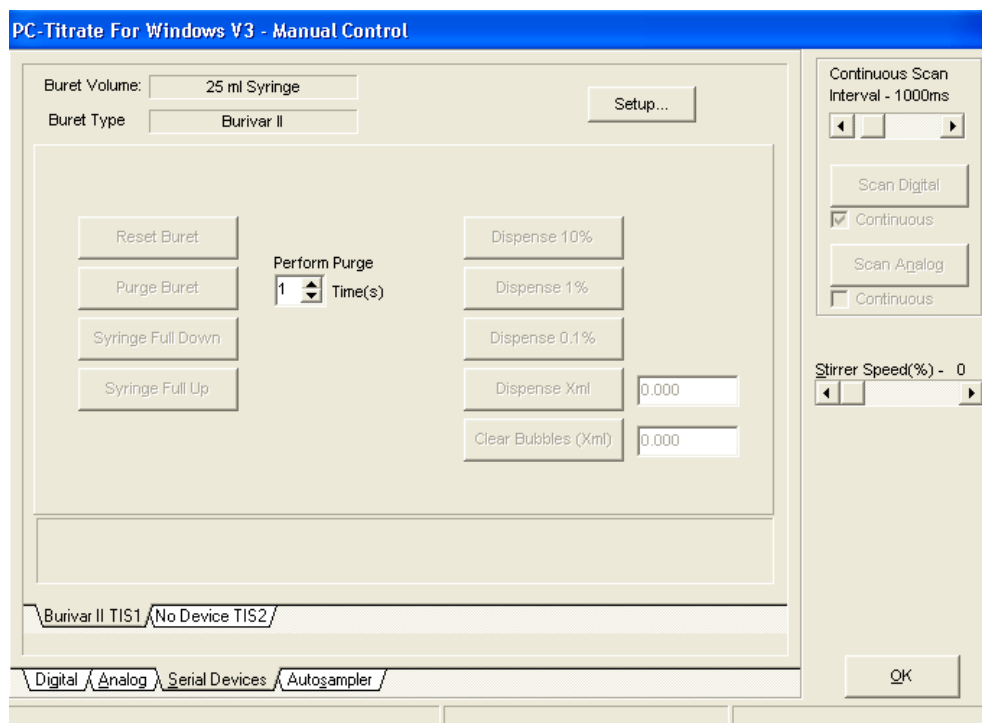 PC-Titrate For Windows V3 - Manual Control
Buret Volume:
25 ml Syringe
Buret Type
Burivar II
Setup...
Reset Buret
Purge Buret
Syringe Full Down
Syringe Full Up
Perform Purge
1
Time(s)
Dispense 10%
Dispense 1%
Dispense 0.1%
Dispense Xml
0.000
Clear Bubbles (Xml)
0.000
Burivar II TIS1
No Device TIS2
Digital
Analog
Serial Devices
Autosampler
Continuous Scan
Interval - 1000ms
Scan Digital
Continuous
Scan Analog
Continuous
Stirrer Speed(%) - 0
OK